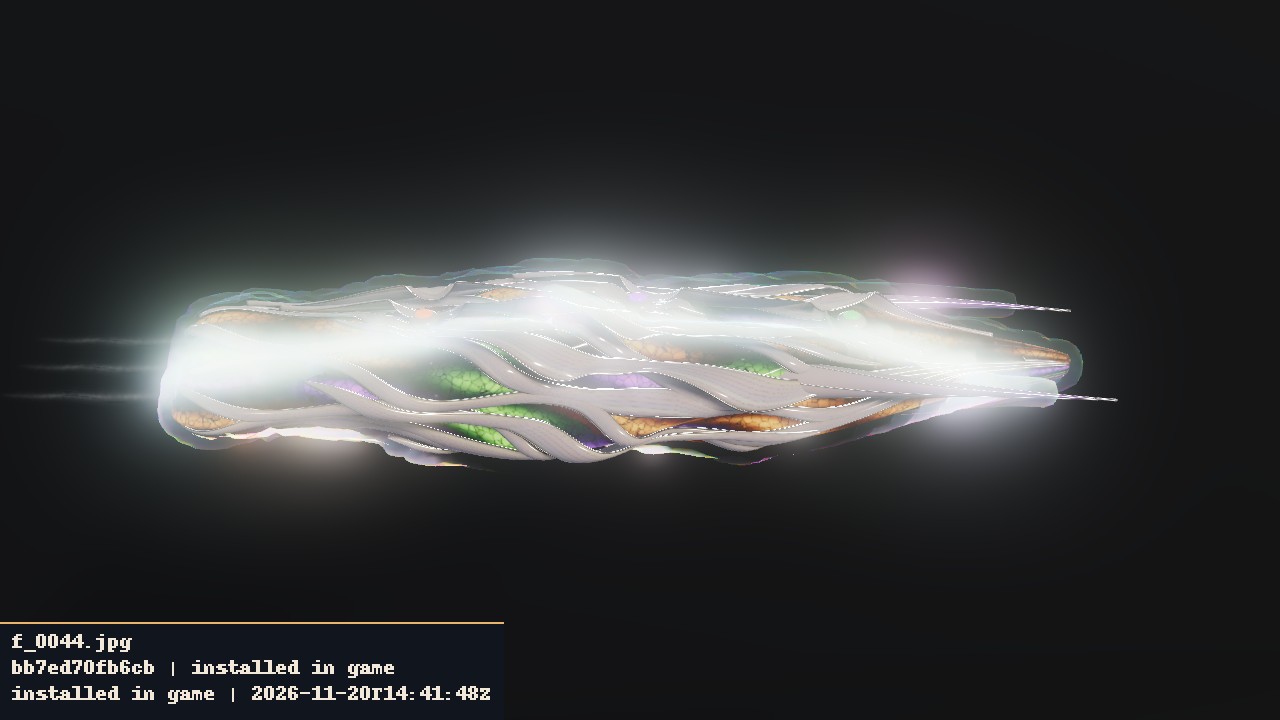 f_0044.jpg
bb7ed70fb6cb | installed in game
installed in game | 2026-11-20T14:41:48Z